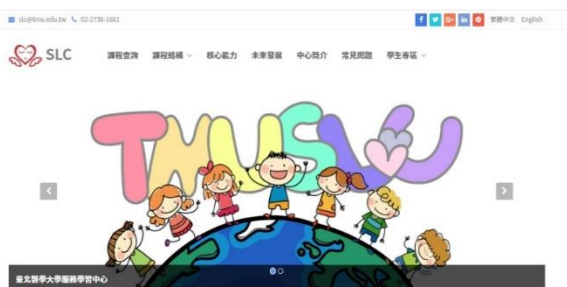 slc@tmu.edu.tw 02-2736-1661 繁體中文 English
SLC 課程查詢 課程結構 核心能力 未來發展 中心簡介 常見問題 學生專區
TMUSLC
臺北醫學大學服務學習中心